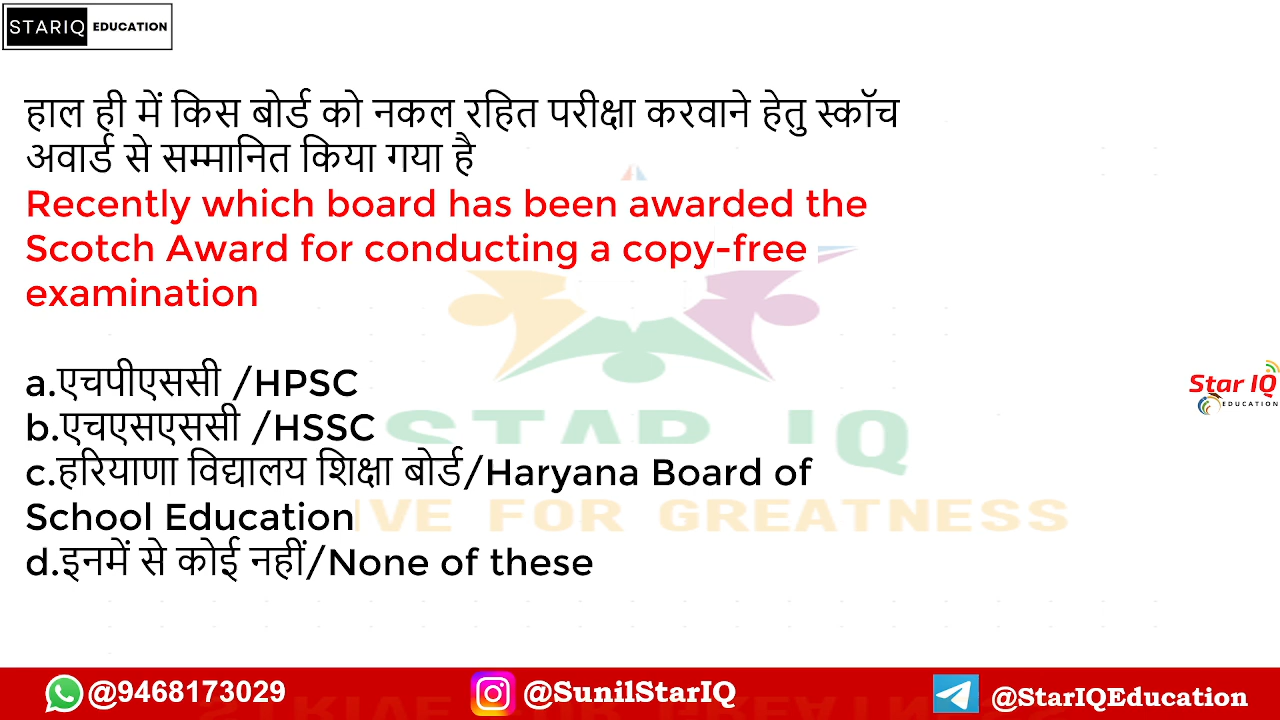 STARIQ EDUCATION
हाल ही में किस बोर्ड को नकल रहित परीक्षा करवाने हेतु स्कॉच
अवार्ड से सम्मानित किया गया है
Recently which board has been awarded the
Scotch Award for conducting a copy-free
examination
a.एचपीएससी /HPSC
b.एचएसएससी /HSSC
c.हरियाणा विद्यालय शिक्षा बोर्ड/Haryana Board of
School Education
d.इनमें से कोई नहीं/None of these
STAR IQ
IVE FOR GREATNESS
Star IQ
EDUCATION
@9468173029 @SunilStarIQ @StarIQEducation